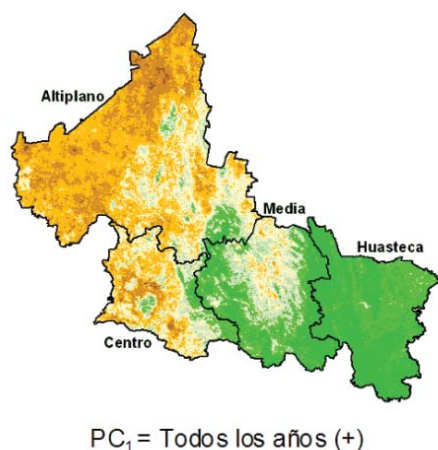 Altiplano
Media
Huasteca
Centro
PC₁ = Todos los años (+)